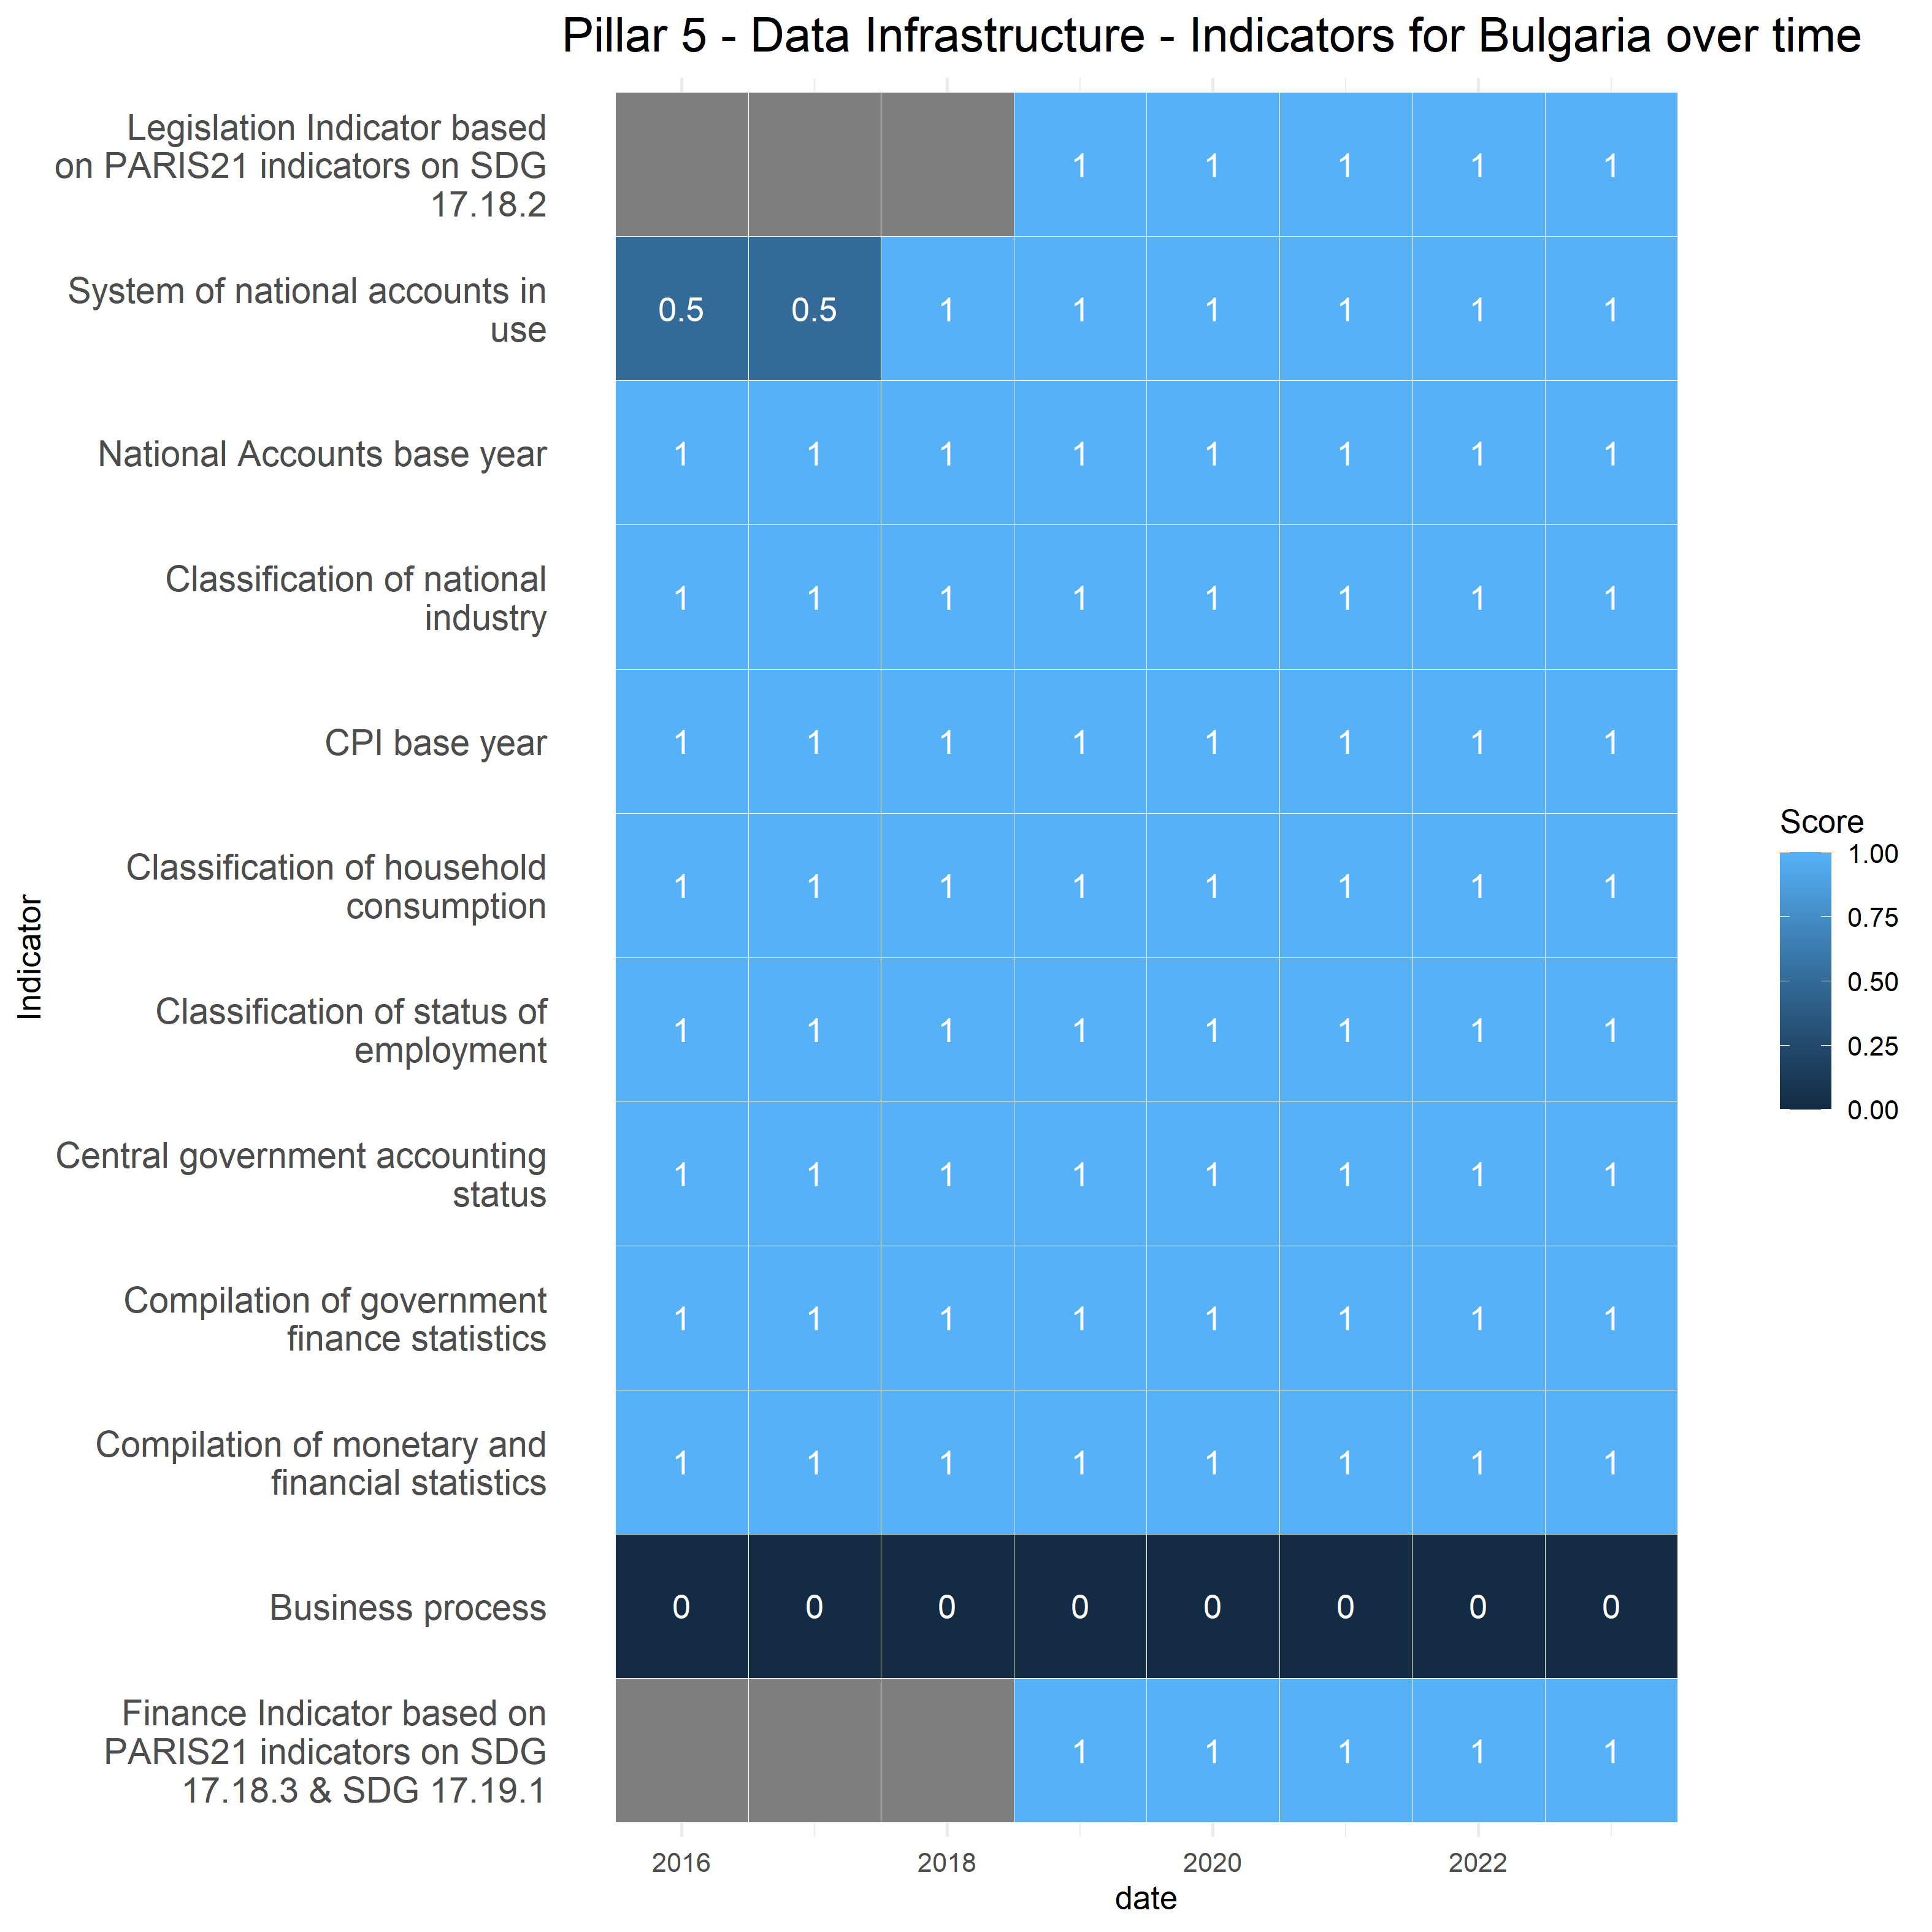 Pillar 5 - Data Infrastructure - Indicators for Bulgaria over time
Indicator
Legislation Indicator based
on PARIS21 indicators on SDG
17.18.2
1 1 1 1 1
System of national accounts in
use
0.5 0.5 1 1 1 1 1 1
National Accounts base year
1 1 1 1 1 1 1 1
Classification of national
industry
1 1 1 1 1 1 1 1
CPI base year
1 1 1 1 1 1 1 1
Classification of household
consumption
1 1 1 1 1 1 1 1
Classification of status of
employment
1 1 1 1 1 1 1 1
Central government accounting
status
1 1 1 1 1 1 1 1
Compilation of government
finance statistics
1 1 1 1 1 1 1 1
Compilation of monetary and
financial statistics
1 1 1 1 1 1 1 1
Business process
0 0 0 0 0 0 0 0
Finance Indicator based on
PARIS21 indicators on SDG
17.18.3 & SDG 17.19.1
1 1 1 1 1
2016 2018 2020 2022
date
Score
1.00
0.75
0.50
0.25
0.00